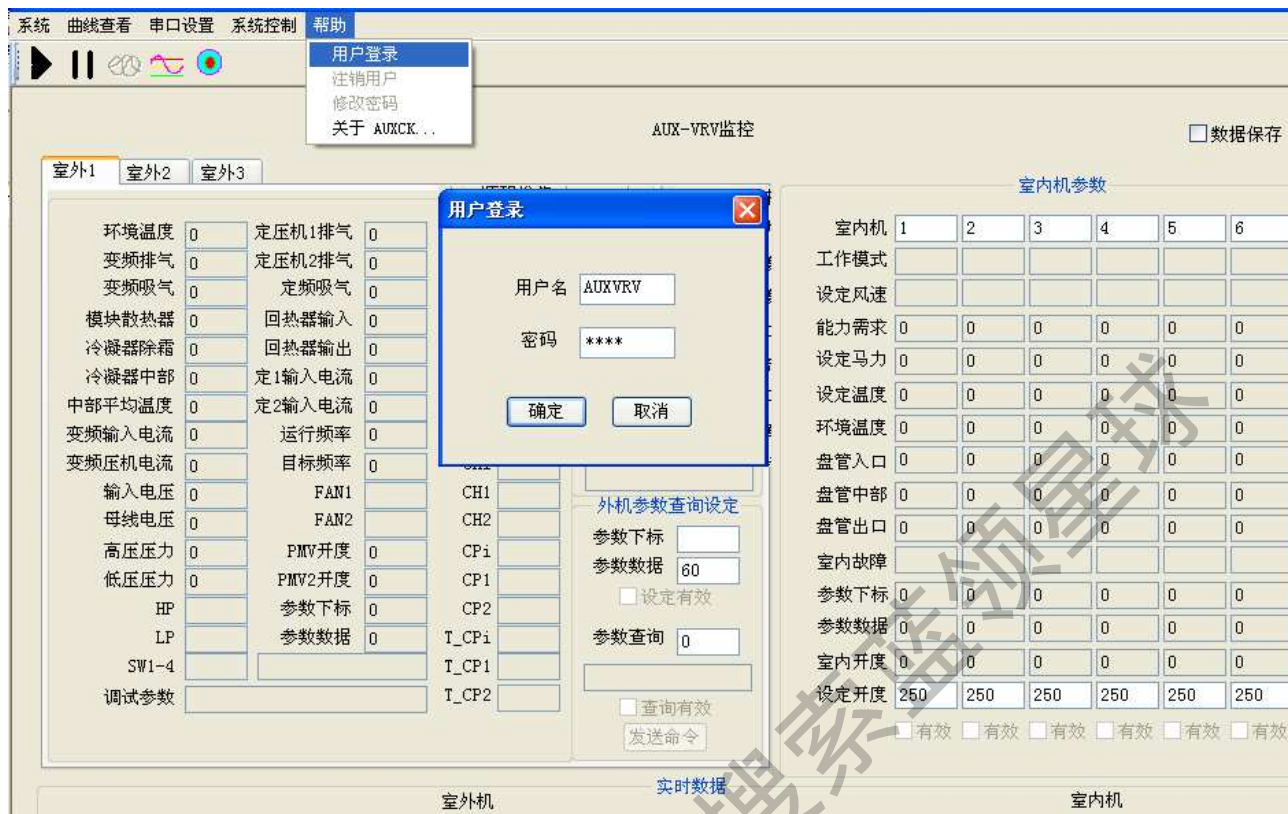 系统 曲线查看 串口设置 系统控制 帮助
用户登录
注销用户
修改密码
关于 AUXCK...
AUX-VRV监控
数据保存
室外1 室外2 室外3
环境温度 0 定压机1排气 0
变频排气 0 定压机2排气 0
变频吸气 0 定频吸气 0
模块散热器 0 回热器输入 0
冷凝器除霜 0 回热器输出 0
冷凝器中部 0 定1输入电流 0
中部平均温度 0 定2输入电流 0
变频输入电流 0 运行频率 0
变频压机电流 0 目标频率 0
输入电压 0 FAN1 CH1
母线电压 0 FAN2 CH2
高压压力 0 PMV开度 0 CPi
低压压力 0 PMV2开度 0 CP1
HP 参数下标 0 CP2
LP 参数数据 0 T_CPi
SW1-4 T_CP1
调试参数 T_CP2
用户登录
用户名 AUXVRV
密码 ****
确定 取消
外机参数查询设定
参数下标
参数数据 60
设定有效
参数查询 0
查询有效
发送命令
室内机参数
室内机 1 2 3 4 5 6
工作模式
设定风速
能力需求 0 0 0 0 0 0
设定马力 0 0 0 0 0 0
设定温度 0 0 0 0 0 0
环境温度 0 0 0 0 0 0
盘管入口 0 0 0 0 0 0
盘管中部 0 0 0 0 0 0
盘管出口 0 0 0 0 0 0
室内故障
参数下标 0 0 0 0 0 0
参数数据 0 0 0 0 0 0
室内开度 0 0 0 0 0 0
设定开度 250 250 250 250 250 250
有效 有效 有效 有效 有效 有效
实时数据
室外机 室内机
搜索蓝领星球